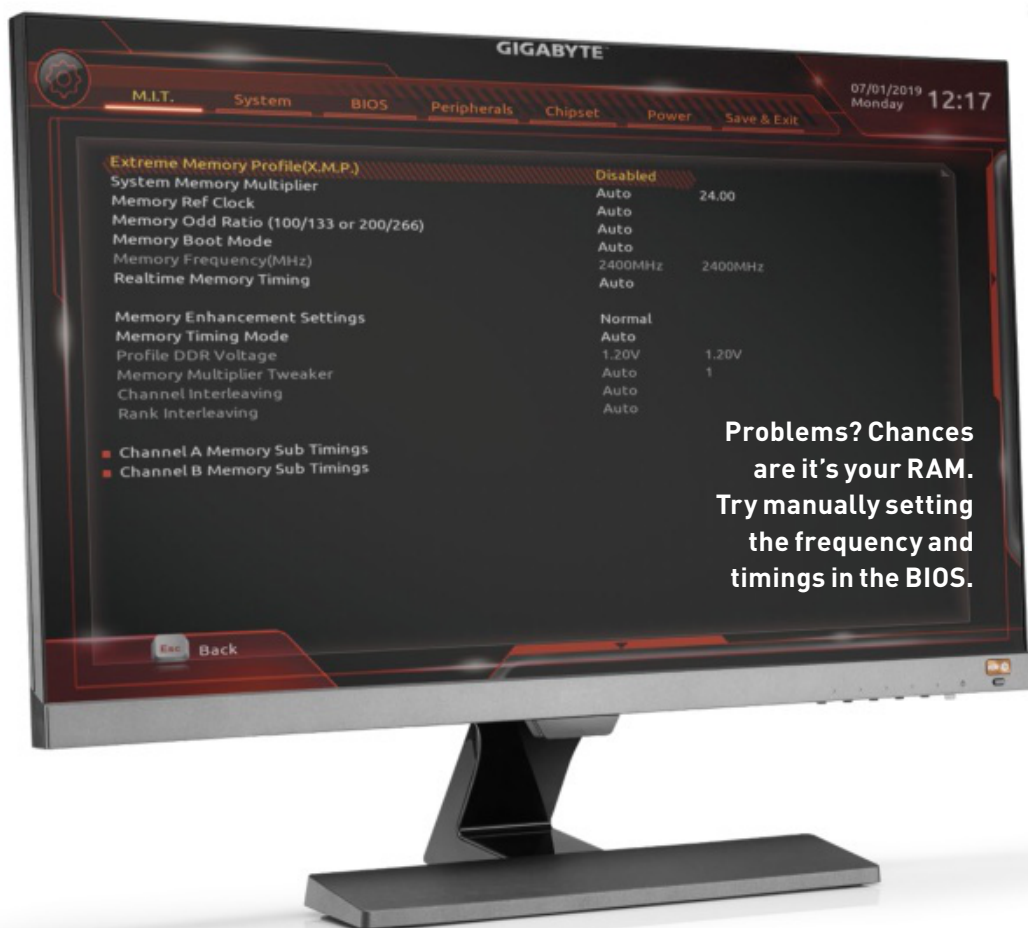 GIGABYTE
M.I.T. System BIOS Peripherals Chipset Power Save & Exit
07/01/2019
Monday 12:17
Extreme Memory Profile(X.M.P.) Disabled
System Memory Multiplier Auto 24.00
Memory Ref Clock Auto
Memory Odd Ratio (100/133 or 200/266) Auto
Memory Boot Mode Auto
Memory Frequency(MHz) 2400MHz 2400MHz
Realtime Memory Timing Auto
Memory Enhancement Settings Normal
Memory Timing Mode Auto
Profile DDR Voltage 1.20V 1.20V
Memory Multiplier Tweaker Auto 1
Channel Interleaving Auto
Rank Interleaving Auto
Channel A Memory Sub Timings
Channel B Memory Sub Timings
Problems? Chances
are it's your RAM.
Try manually setting
the frequency and
timings in the BIOS.
Esc Back